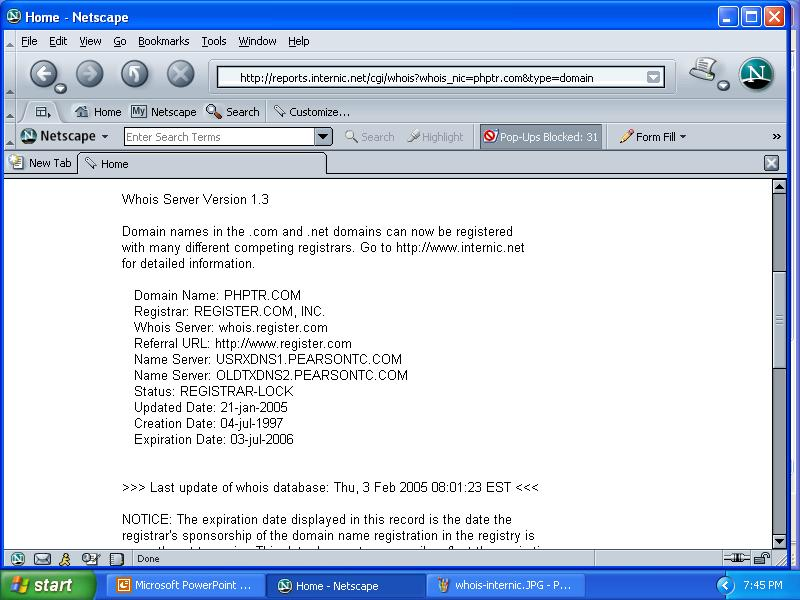 Home - Netscape
File Edit View Go Bookmarks Tools Window Help
http://reports.internic.net/cgi/whois?whois_nic=phptr.com&type=domain
N
Home My Netscape Search Customize...
Netscape Enter Search Terms Search Highlight Pop-Ups Blocked: 31 Form Fill »
New Tab Home
Whois Server Version 1.3
Domain names in the .com and .net domains can now be registered
with many different competing registrars. Go to http://www.internic.net
for detailed information.
Domain Name: PHPTR.COM
Registrar: REGISTER.COM, INC.
Whois Server: whois.register.com
Referral URL: http://www.register.com
Name Server: USRXDNS1.PEARSONTC.COM
Name Server: OLDTXDNS2.PEARSONTC.COM
Status: REGISTRAR-LOCK
Updated Date: 21-jan-2005
Creation Date: 04-jul-1997
Expiration Date: 03-jul-2006
>>> Last update of whois database: Thu, 3 Feb 2005 08:01:23 EST <<<
NOTICE: The expiration date displayed in this record is the date the
registrar's sponsorship of the domain name registration in the registry is
Done
start Microsoft PowerPoint ... Home - Netscape whois-internic.JPG - P... 7:45 PM